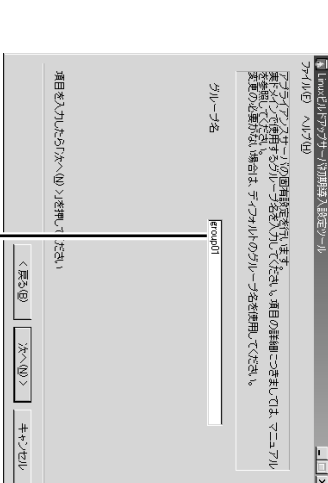 Linuxビルドアップサーバ初期導入設定ツール
ファイル(F) ヘルプ(H)
アプライアンスサーバの固有設定を行います。
実ドメインで使用するグループ名を入力してください。項目の詳細につきましては、マニュアル
を参照してください。
変更の必要がない場合は、ディフォルトのグループ名を使用してください。
グループ名
group01
項目を入力したら「次へ(N) >」を押してください
< 戻る(B)
次へ(N) >
キャンセル